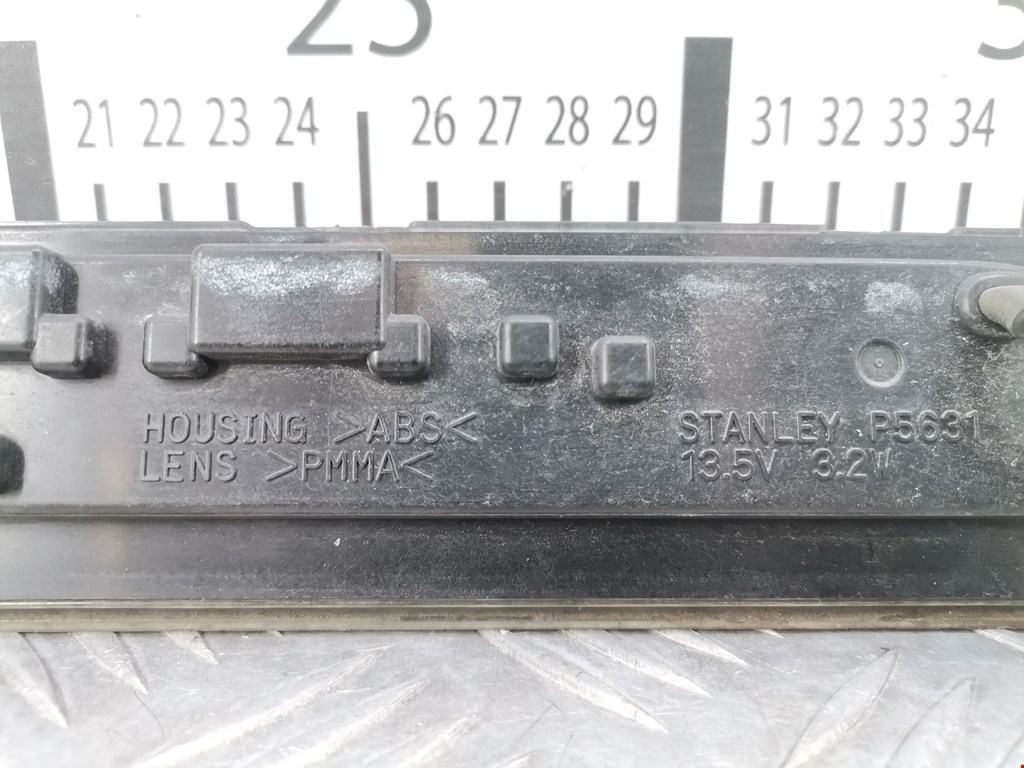 25
21 22 23 24 26 27 28 29 31 32 33 34
HOUSING >ABS<
LENS >PMMA<
STANLEY P5631
13.5V 3.2W